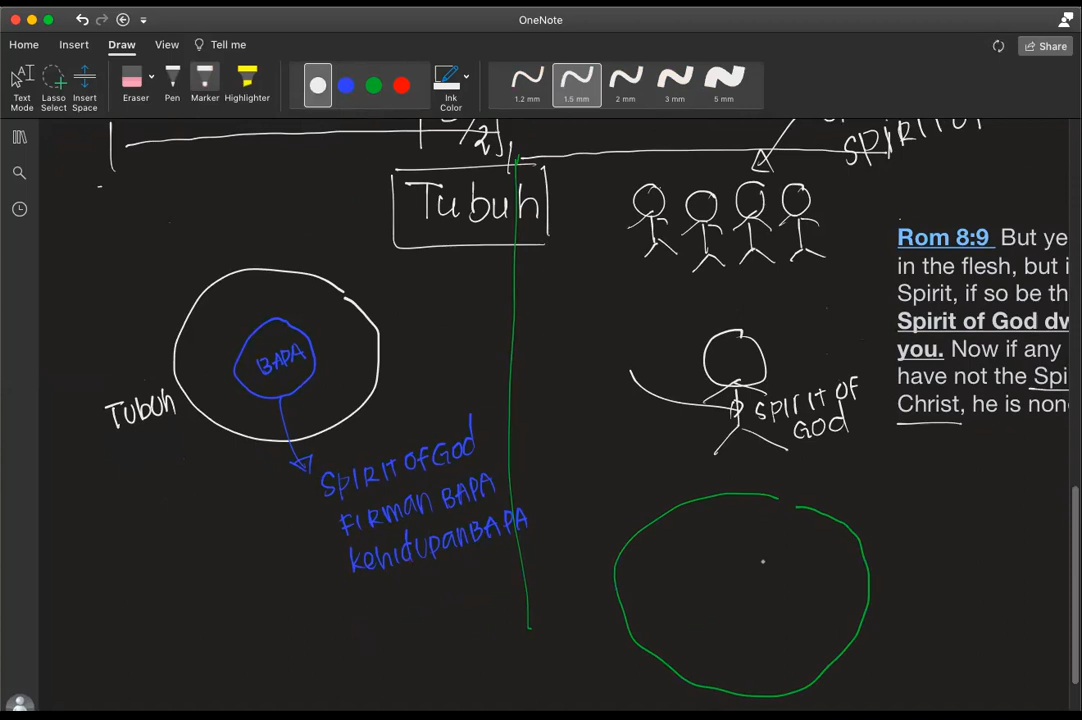 OneNote
Home Insert Draw View Tell me
Share
Text Mode
Lasso Select
Insert Space
Eraser
Pen
Marker
Highlighter
Ink Color
1.2 mm
1.5 mm
2 mm
3 mm
5 mm
SPIRIT OF
Tubuh
Rom 8:9 But ye
in the flesh, but i
Spirit, if so be th
Spirit of God dw
you. Now if any
have not the Spi
Christ, he is non
BAPA
Tubuh
SPIRIT OF GOD
SPIRIT OF God
FIRMAN BAPA
kehidupan BAPA